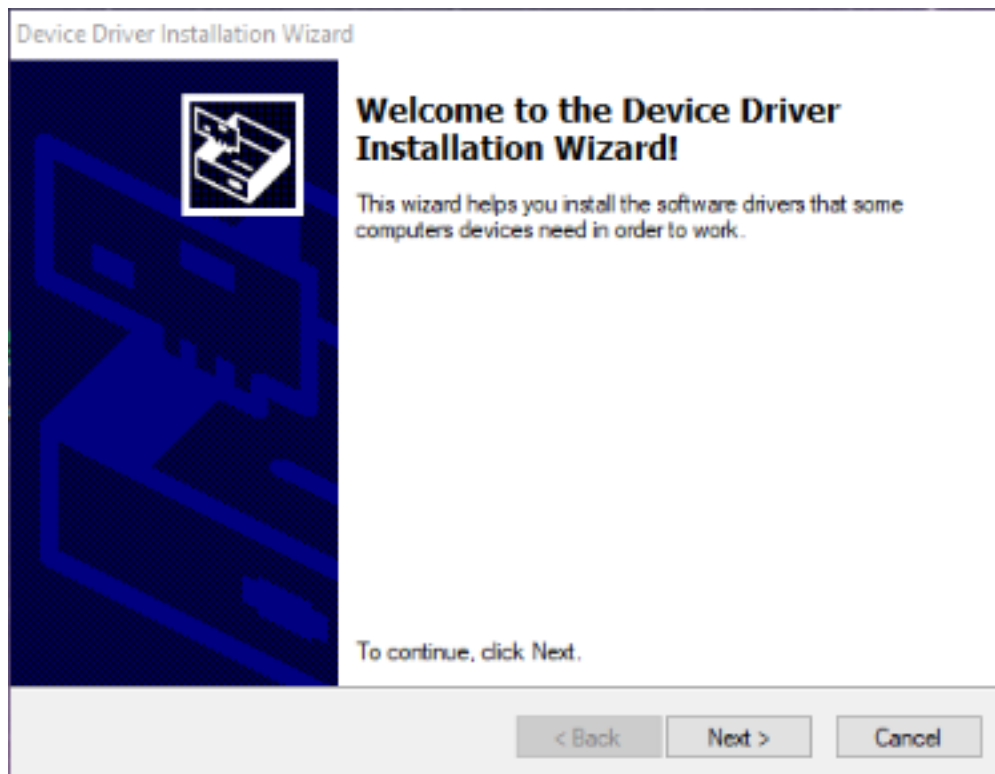 Device Driver Installation Wizard
Welcome to the Device Driver
Installation Wizard!
This wizard helps you install the software drivers that some
computers devices need in order to work.
To continue, click Next.
< Back
Next >
Cancel